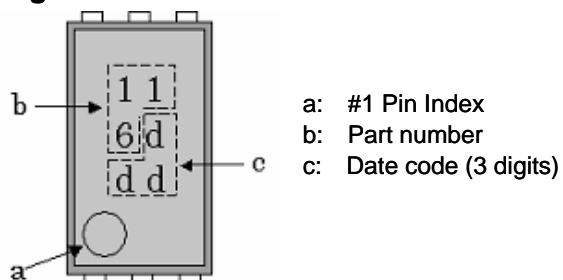 1 1
6 d
d d
b
c
a
a: #1 Pin Index
b: Part number
c: Date code (3 digits)